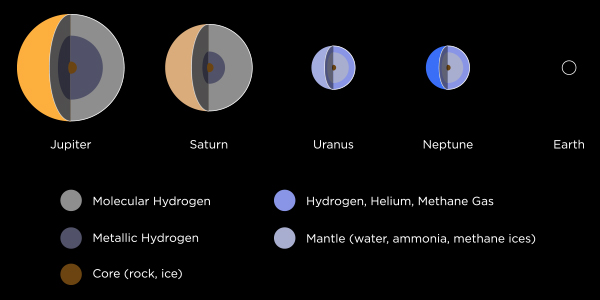 Jupiter
Saturn
Uranus
Neptune
Earth
Molecular Hydrogen
Hydrogen, Helium, Methane Gas
Metallic Hydrogen
Mantle (water, ammonia, methane ices)
Core (rock, ice)